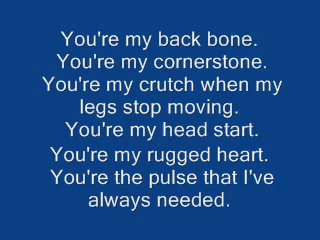 You're my back bone.
You're my cornerstone.
You're my crutch when my
legs stop moving.
You're my head start.
You're my rugged heart.
You're the pulse that I've
always needed.